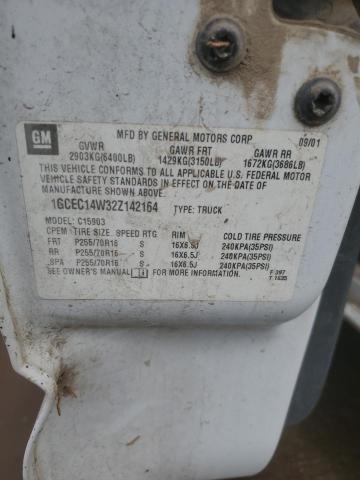 GM
MFD BY GENERAL MOTORS CORP 09/01
GVWR GAWR FRT GAWR RR
2903KG(6400LB) 1429KG(3150LB) 1672KG(3686LB)
THIS VEHICLE CONFORMS TO ALL APPLICABLE U.S. FEDERAL MOTOR
VEHICLE SAFETY STANDARDS IN EFFECT ON THE DATE OF
MANUFACTURE SHOWN ABOVE.
1GCEC14W32Z142164 TYPE: TRUCK
MODEL: C15903
CPEM TIRE SIZE SPEED RTG RIM COLD TIRE PRESSURE
FRT P255/70R16 S 16X6.5J 240KPA(35PSI)
RR P255/70R16 S 16X6.5J 240KPA(35PSI)
SPA P255/70R16 S 16X6.5J 240KPA(35PSI)
SEE OWNER'S MANUAL FOR MORE INFORMATION. F 397
T 1635